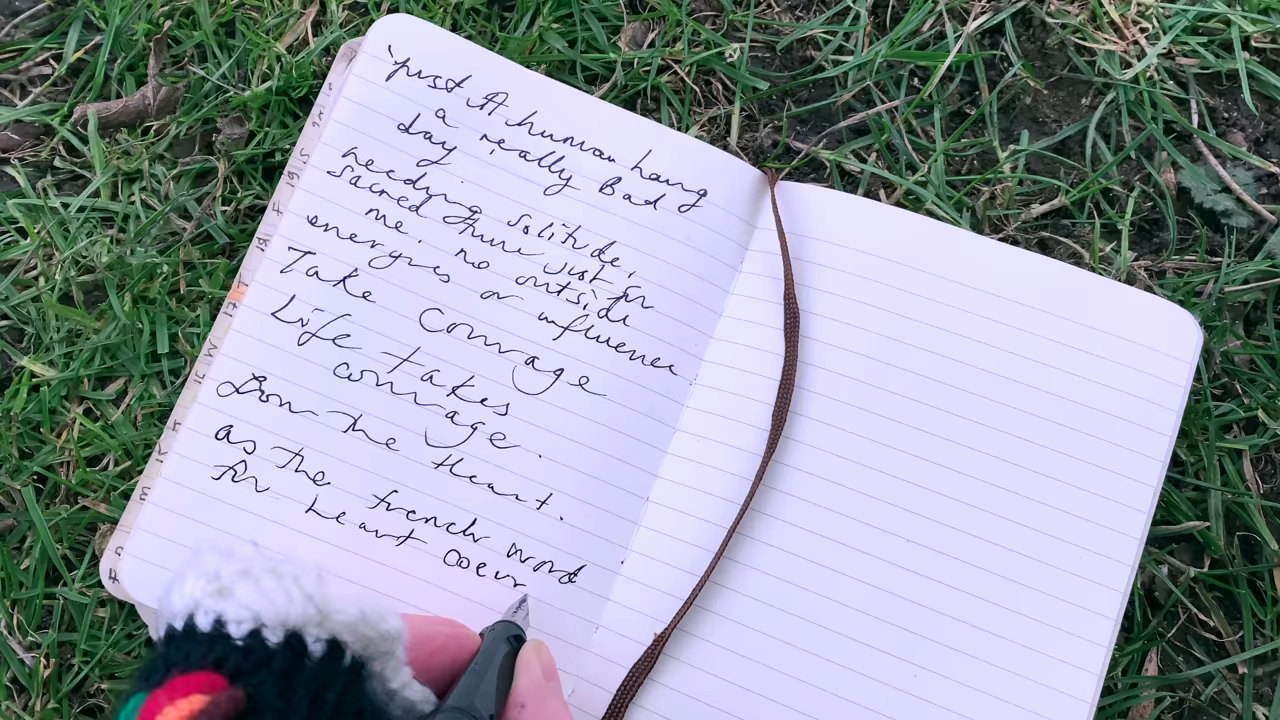 Just A human having
a really Bad
day
needing solitude,
sacred time just for
me. no outside
energies or influences.
Take Courage
Life takes
courage.
From the Heart.
as the french word
for heart coeur